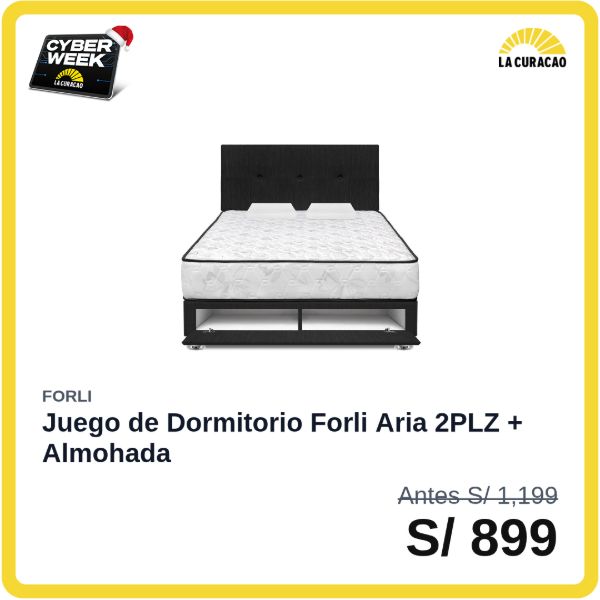 CYBER
WEEK
LA CURACAO
LA CURACAO
FORLI
Juego de Dormitorio Forli Aria 2PLZ +
Almohada
Antes S/ 1,199
S/ 899